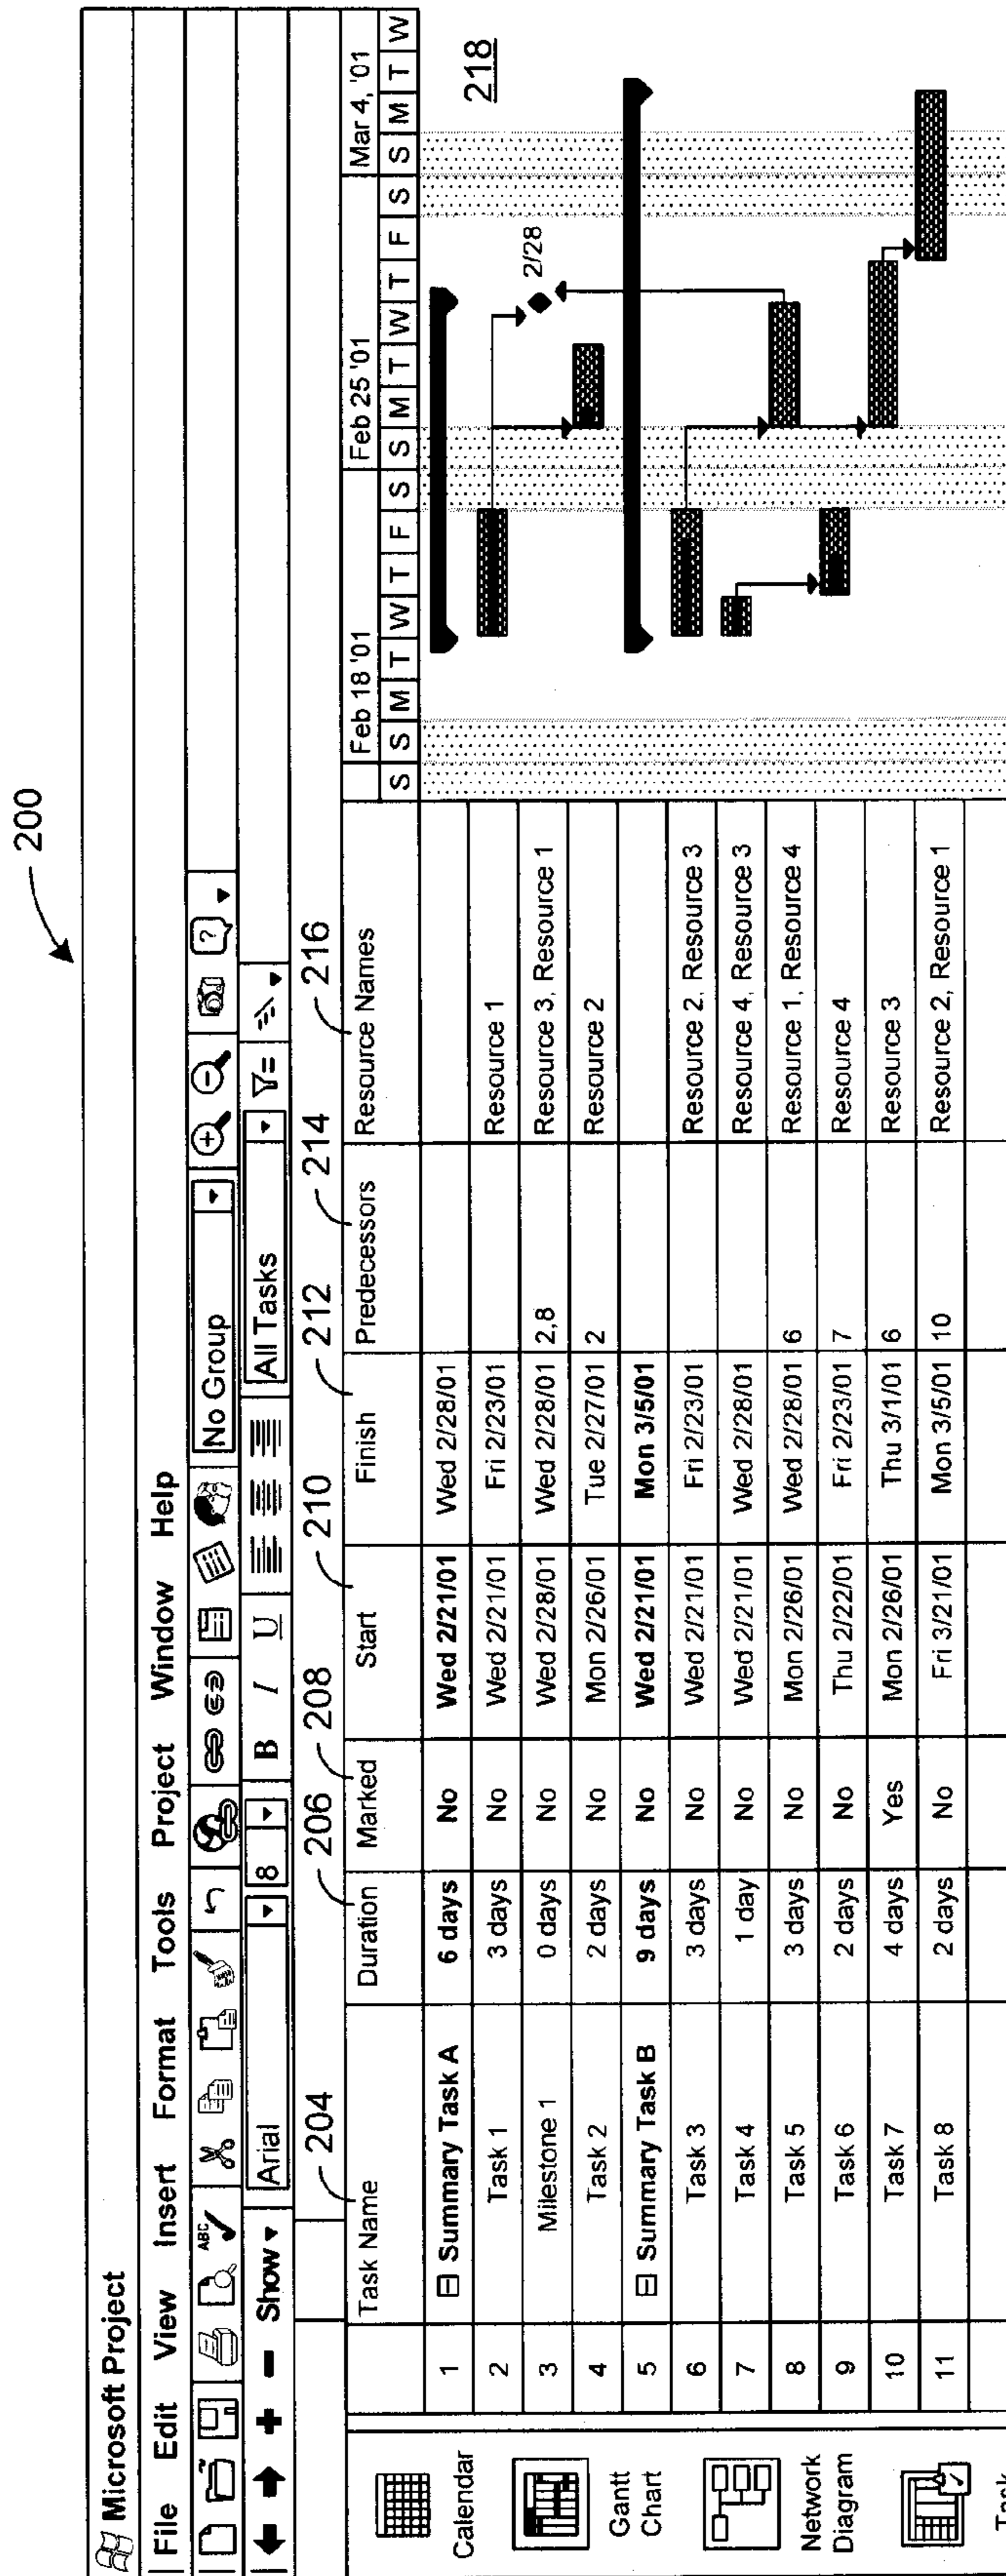 200
Microsoft Project
File Edit View Insert Format Tools Project Window Help
ABC No Group ?
Show Arial 8 B I U All Tasks
204 206 208 210 212 214 216
Task Name Duration Marked Start Finish Predecessors Resource Names Feb 18 '01 Feb 25 '01 Mar 4, '01
S S M T W T F S S M T W T F S S M T W
1 Summary Task A 6 days No Wed 2/21/01 Wed 2/28/01
2 Task 1 3 days No Wed 2/21/01 Fri 2/23/01 Resource 1
3 Milestone 1 0 days No Wed 2/28/01 Wed 2/28/01 2,8 Resource 3, Resource 1 2/28
4 Task 2 2 days No Mon 2/26/01 Tue 2/27/01 2 Resource 2
5 Summary Task B 9 days No Wed 2/21/01 Mon 3/5/01
6 Task 3 3 days No Wed 2/21/01 Fri 2/23/01 Resource 2, Resource 3
7 Task 4 1 day No Wed 2/21/01 Wed 2/28/01 Resource 4, Resource 3
8 Task 5 3 days No Mon 2/26/01 Wed 2/28/01 6 Resource 1, Resource 4
9 Task 6 2 days No Thu 2/22/01 Fri 2/23/01 7 Resource 4
10 Task 7 4 days Yes Mon 2/26/01 Thu 3/1/01 6 Resource 3
11 Task 8 2 days No Fri 3/21/01 Mon 3/5/01 10 Resource 2, Resource 1
218
Calendar
Gantt
Chart
Network
Diagram